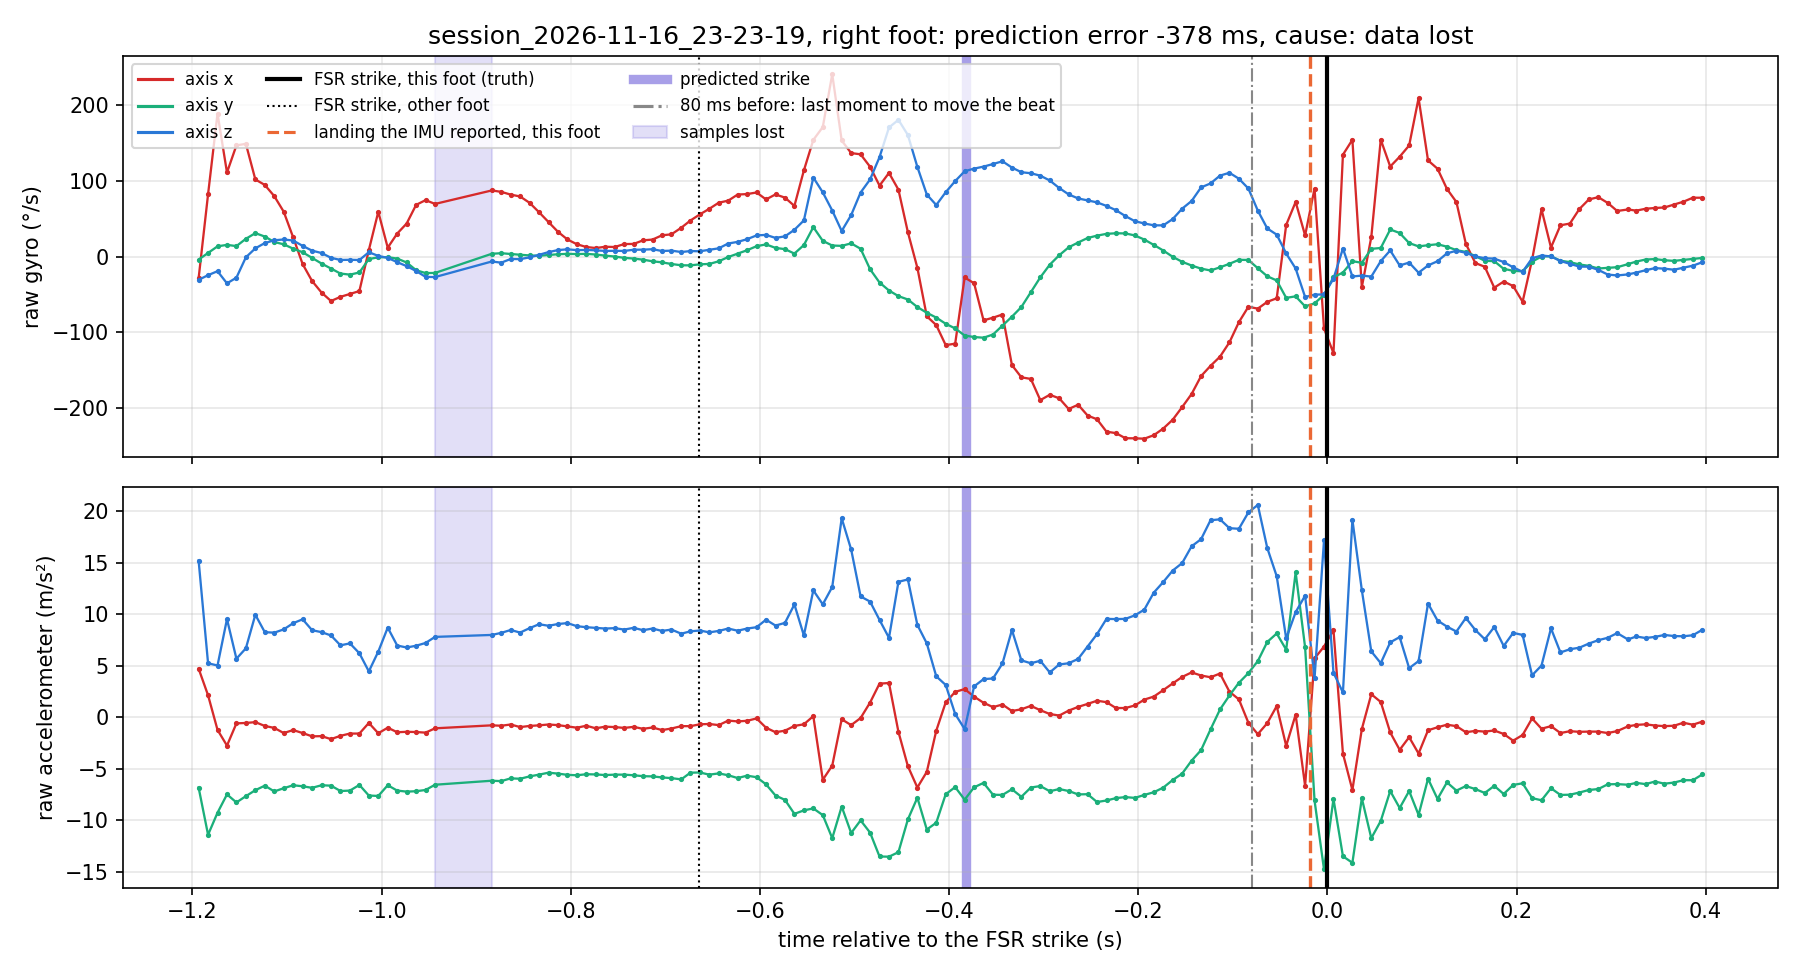 session_2026-11-16_23-23-19, right foot: prediction error -378 ms, cause: data lost
axis x
axis y
axis z
FSR strike, this foot (truth)
FSR strike, other foot
landing the IMU reported, this foot
predicted strike
80 ms before: last moment to move the beat
samples lost
raw gyro (°/s)
200
100
0
−100
−200
raw accelerometer (m/s²)
20
15
10
5
0
−5
−10
−15
−1.2
−1.0
−0.8
−0.6
−0.4
−0.2
0.0
0.2
0.4
time relative to the FSR strike (s)